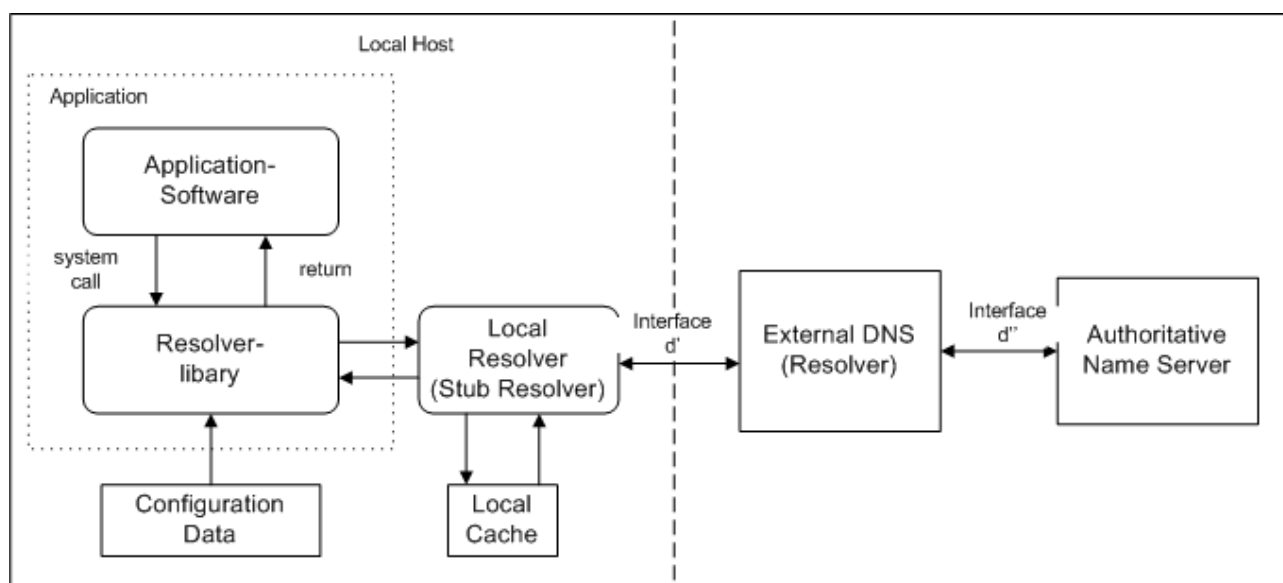 Local Host
Application
Application-
Software
system
call
return
Resolver-
libary
Local
Resolver
(Stub Resolver)
Interface
d'
External DNS
(Resolver)
Interface
d''
Authoritative
Name Server
Configuration
Data
Local
Cache